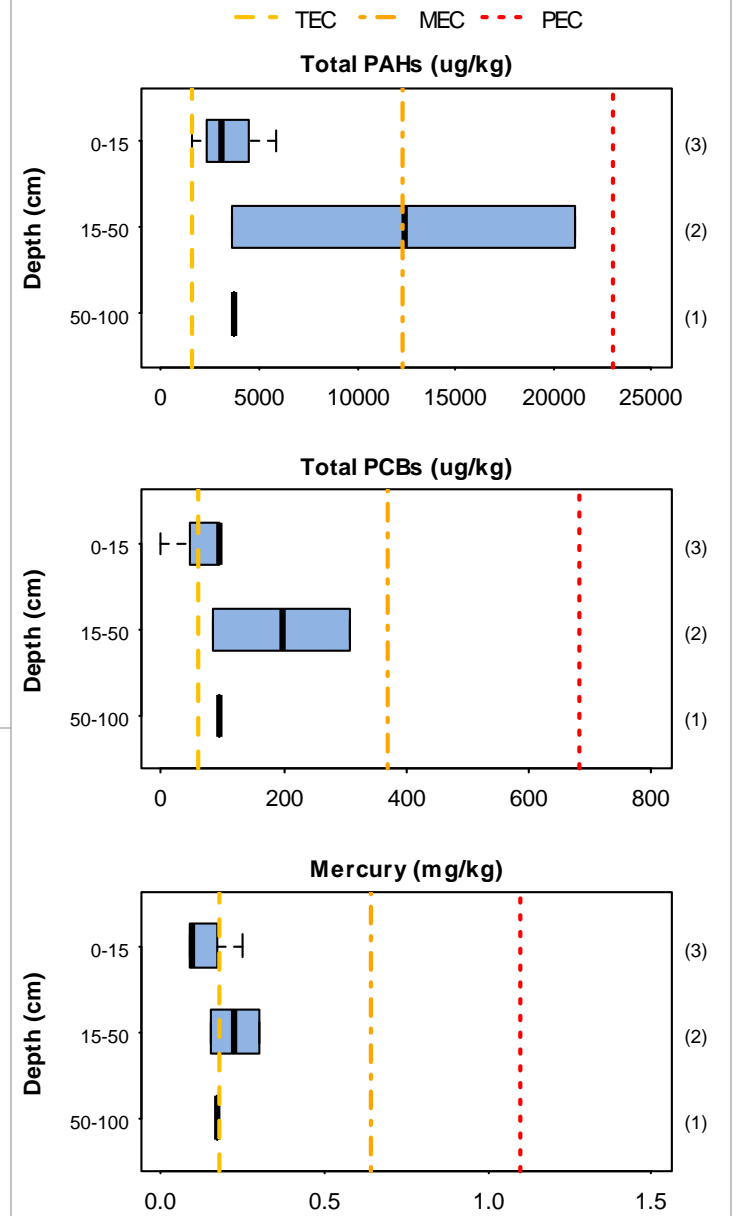 TEC MEC PEC
Total PAHs (ug/kg)
Depth (cm)
0-15 (3)
15-50 (2)
50-100 (1)
0 5000 10000 15000 20000 25000
Total PCBs (ug/kg)
Depth (cm)
0-15 (3)
15-50 (2)
50-100 (1)
0 200 400 600 800
Mercury (mg/kg)
Depth (cm)
0-15 (3)
15-50 (2)
50-100 (1)
0.0 0.5 1.0 1.5